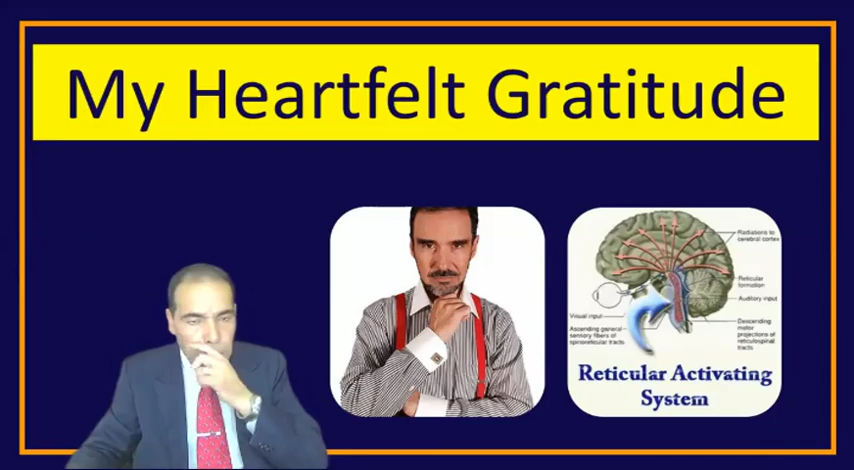 My Heartfelt Gratitude
Radiations to
cerebral cortex
Reticular
formation
Auditory input
Visual input
Ascending general
sensory fibers of
spinoreticular tracts
Descending
motor
projections of
reticulospinal
tracts
Reticular Activating
System